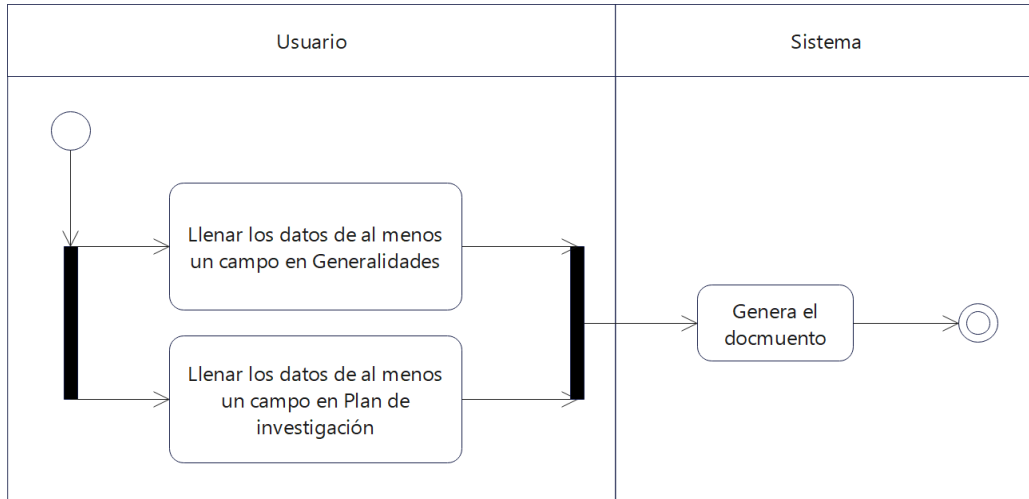 Usuario
Sistema
Llenar los datos de al menos
un campo en Generalidades
Genera el
docmuento
Llenar los datos de al menos
un campo en Plan de
investigación